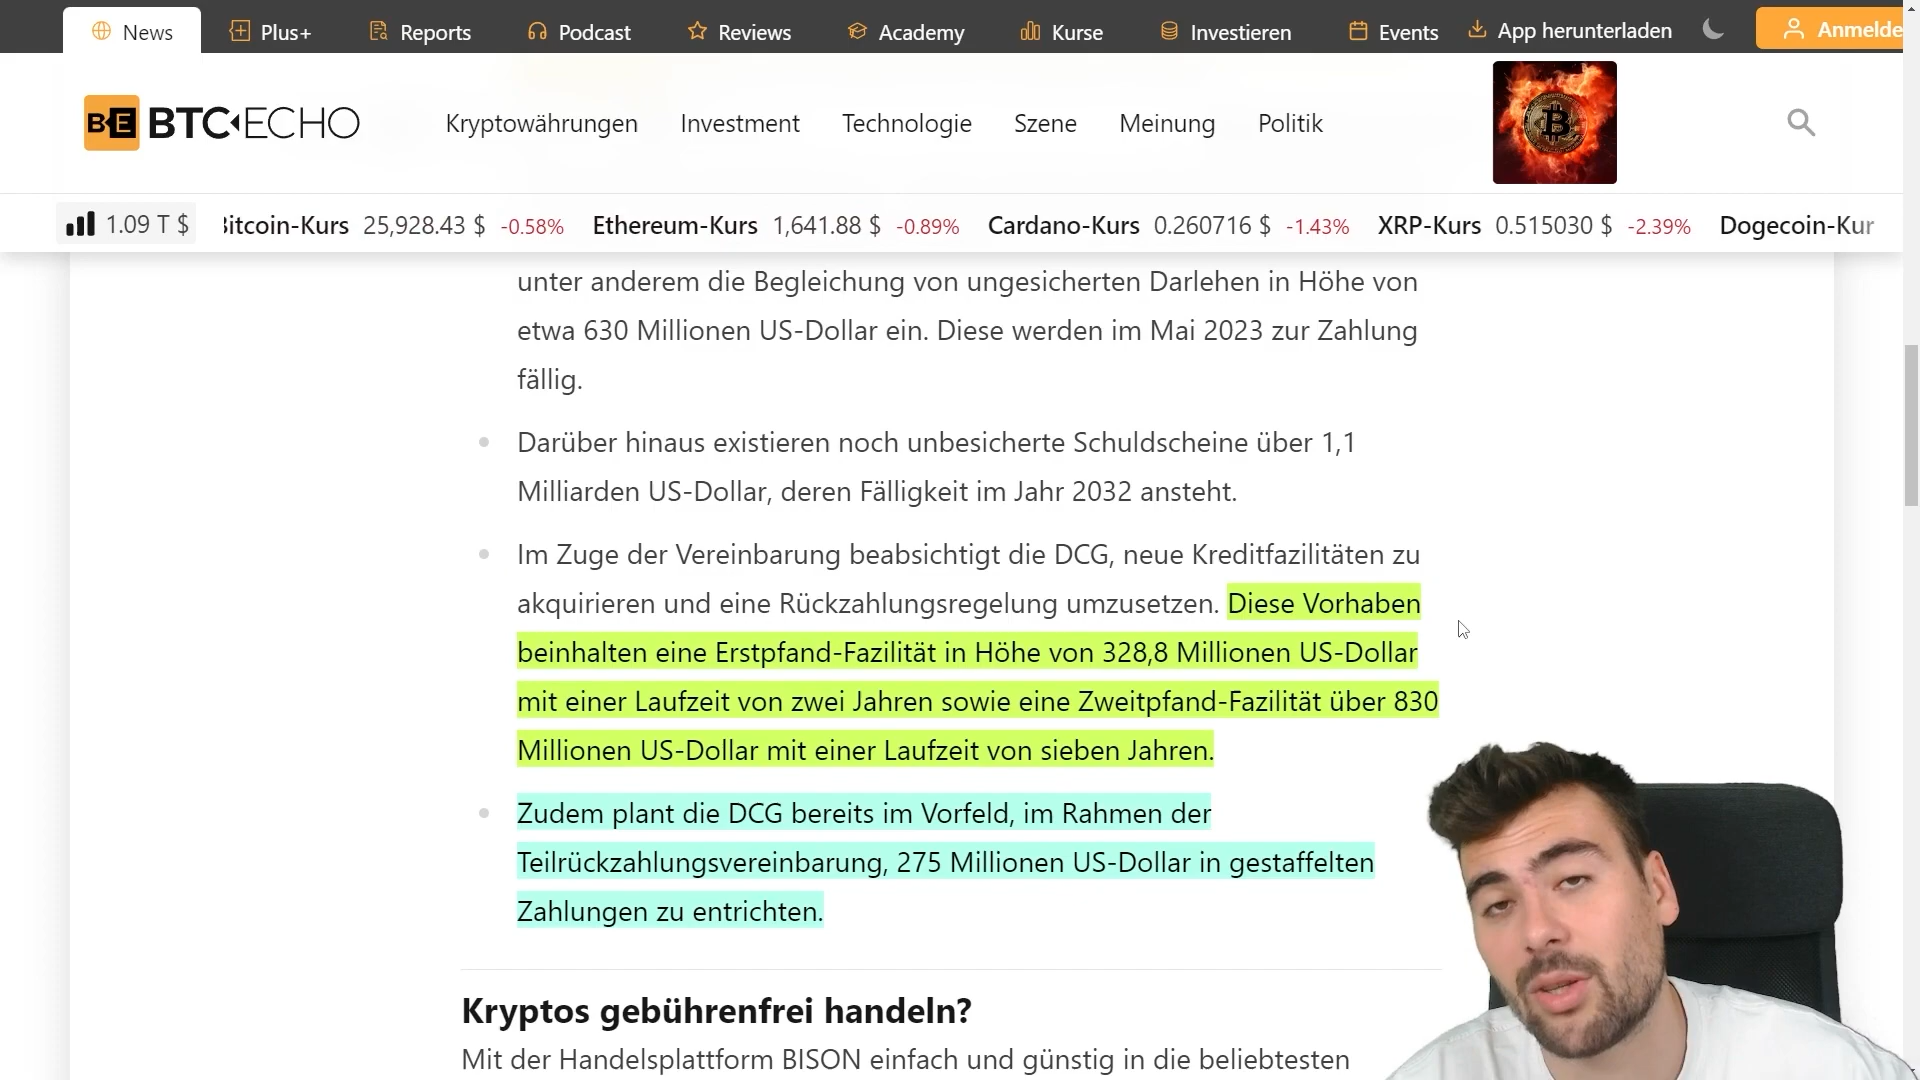 News
Plus+
Reports
Podcast
Reviews
Academy
Kurse
Investieren
Events
App herunterladen
Anmelde
BE BTC ECHO
Kryptowährungen
Investment
Technologie
Szene
Meinung
Politik
1.09 T $
Bitcoin-Kurs 25,928.43 $ -0.58%
Ethereum-Kurs 1,641.88 $ -0.89%
Cardano-Kurs 0.260716 $ -1.43%
XRP-Kurs 0.515030 $ -2.39%
Dogecoin-Kur
unter anderem die Begleichung von ungesicherten Darlehen in Höhe von
etwa 630 Millionen US-Dollar ein. Diese werden im Mai 2023 zur Zahlung
fällig.
Darüber hinaus existieren noch unbesicherte Schuldscheine über 1,1
Milliarden US-Dollar, deren Fälligkeit im Jahr 2032 ansteht.
Im Zuge der Vereinbarung beabsichtigt die DCG, neue Kreditfazilitäten zu
akquirieren und eine Rückzahlungsregelung umzusetzen. Diese Vorhaben
beinhalten eine Erstpfand-Fazilität in Höhe von 328,8 Millionen US-Dollar
mit einer Laufzeit von zwei Jahren sowie eine Zweitpfand-Fazilität über 830
Millionen US-Dollar mit einer Laufzeit von sieben Jahren.
Zudem plant die DCG bereits im Vorfeld, im Rahmen der
Teilrückzahlungsvereinbarung, 275 Millionen US-Dollar in gestaffelten
Zahlungen zu entrichten.
Kryptos gebührenfrei handeln?
Mit der Handelsplattform BISON einfach und günstig in die beliebtesten